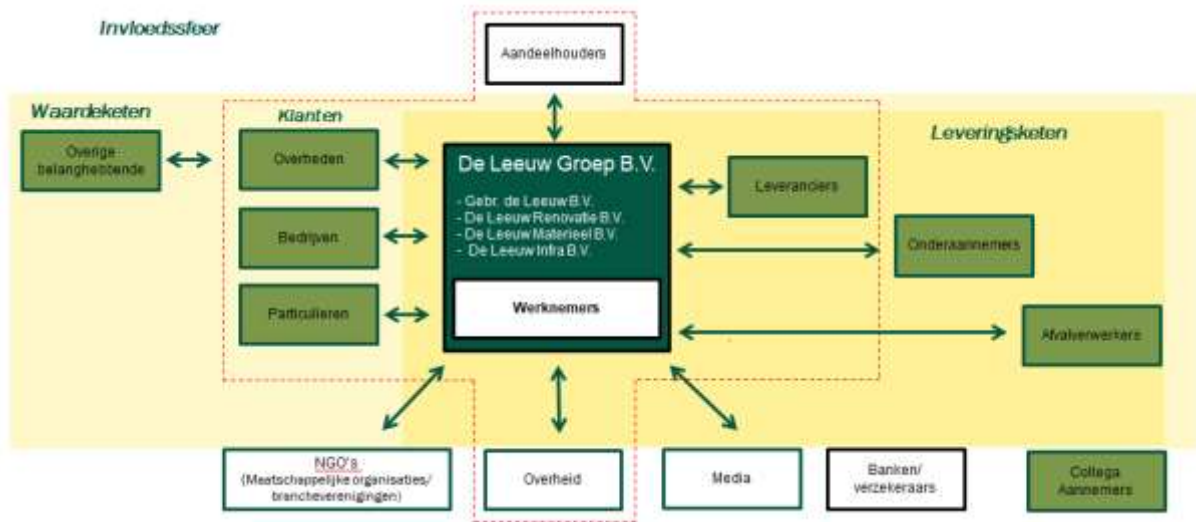 Invloedssfeer
Aandeelhouders
Waardeketen
Klanten
Leveringsketen
Overige
belanghebbende
Overheden
De Leeuw Groep B.V.
- Gebr. de Leeuw B.V.
- De Leeuw Renovatie B.V.
- De Leeuw Materieel B.V.
- De Leeuw Infra B.V.
Leveranciers
Bedrijven
Onderaannemers
Particulieren
Werknemers
Afvalverwerkers
NGO's
(Maatschappelijke organisaties/
brancheverenigingen)
Overheid
Media
Banken/
verzekeraars
Collega
Aannemers